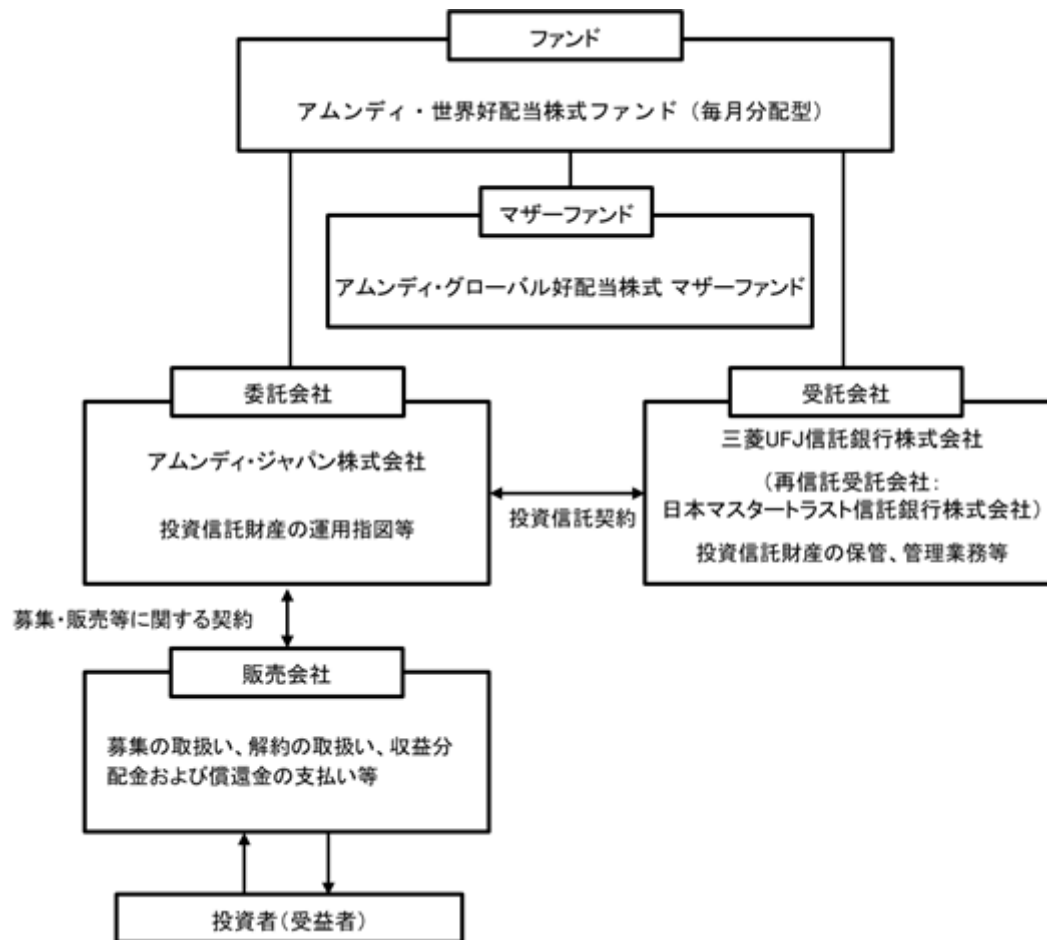 ファンド
アムンディ・世界好配当株式ファンド（毎月分配型）
マザーファンド
アムンディ・グローバル好配当株式 マザーファンド
委託会社
アムンディ・ジャパン株式会社
投資信託財産の運用指図等
投資信託契約
受託会社
三菱UFJ信託銀行株式会社
（再信託受託会社：
日本マスタートラスト信託銀行株式会社）
投資信託財産の保管、管理業務等
募集・販売等に関する契約
販売会社
募集の取扱い、解約の取扱い、収益分
配金および償還金の支払い等
投資者（受益者）